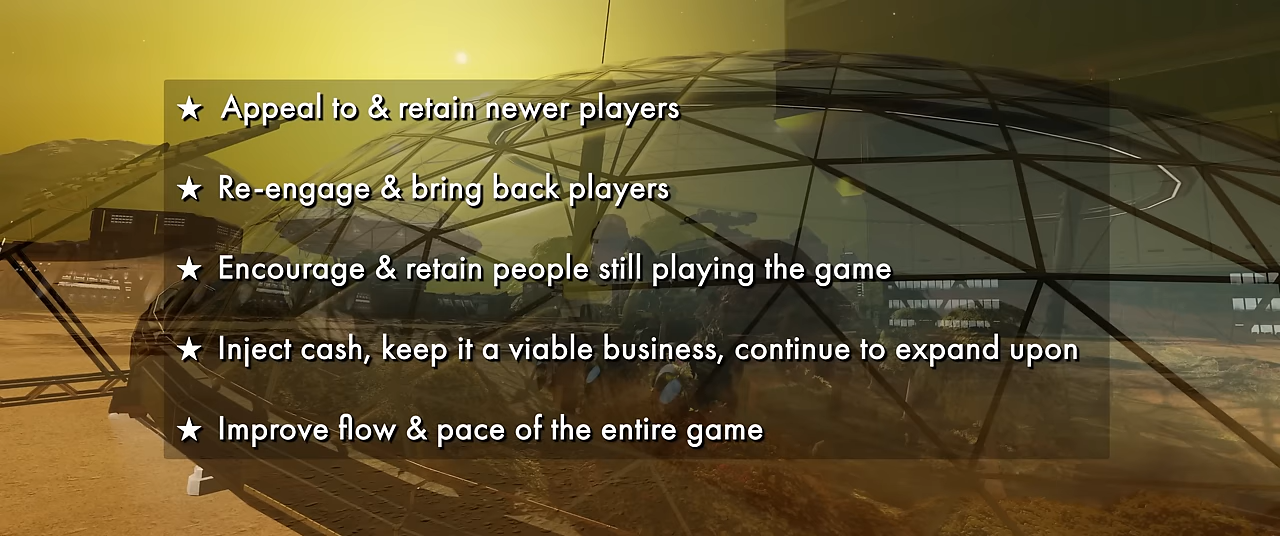 ★ Appeal to & retain newer players
★ Re-engage & bring back players
★ Encourage & retain people still playing the game
★ Inject cash, keep it a viable business, continue to expand upon
★ Improve flow & pace of the entire game